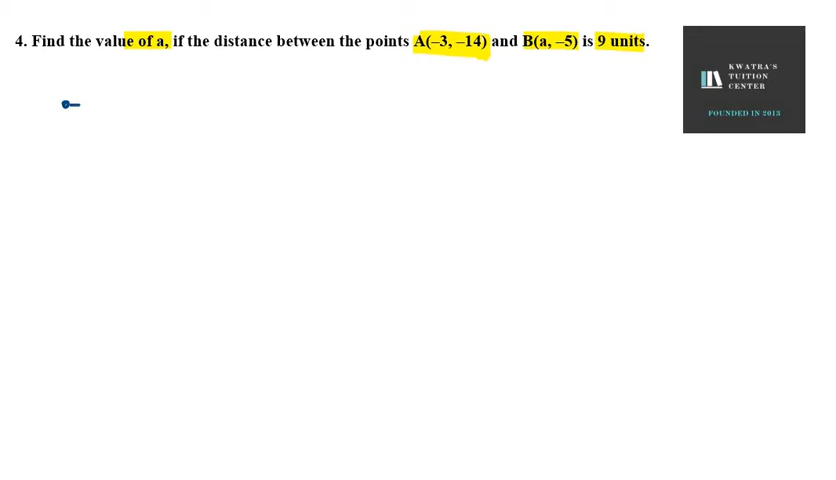 4. Find the value of a, if the distance between the points A(–3, –14) and B(a, –5) is 9 units.
KWATRA'S
TUITION
CENTER
FOUNDED IN 2013